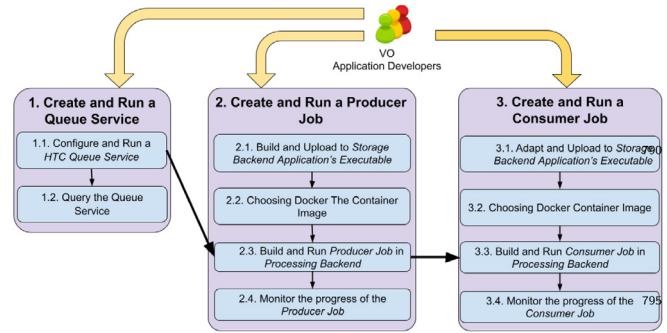 VO
Application Developers
1. Create and Run a
Queue Service
1.1. Configure and Run a
HTC Queue Service
1.2. Query the Queue
Service
2. Create and Run a Producer
Job
2.1. Build and Upload to Storage
Backend Application's Executable
2.2. Choosing Docker The Container
Image
2.3. Build and Run Producer Job in
Processing Backend
2.4. Monitor the progress of the
Producer Job
3. Create and Run a
Consumer Job
3.1. Adapt and Upload to Storage
790
Backend Application's Executable
3.2. Choosing Docker Container Image
3.3. Build and Run Consumer Job in
Processing Backend
3.4. Monitor the progress of the
795
Consumer Job